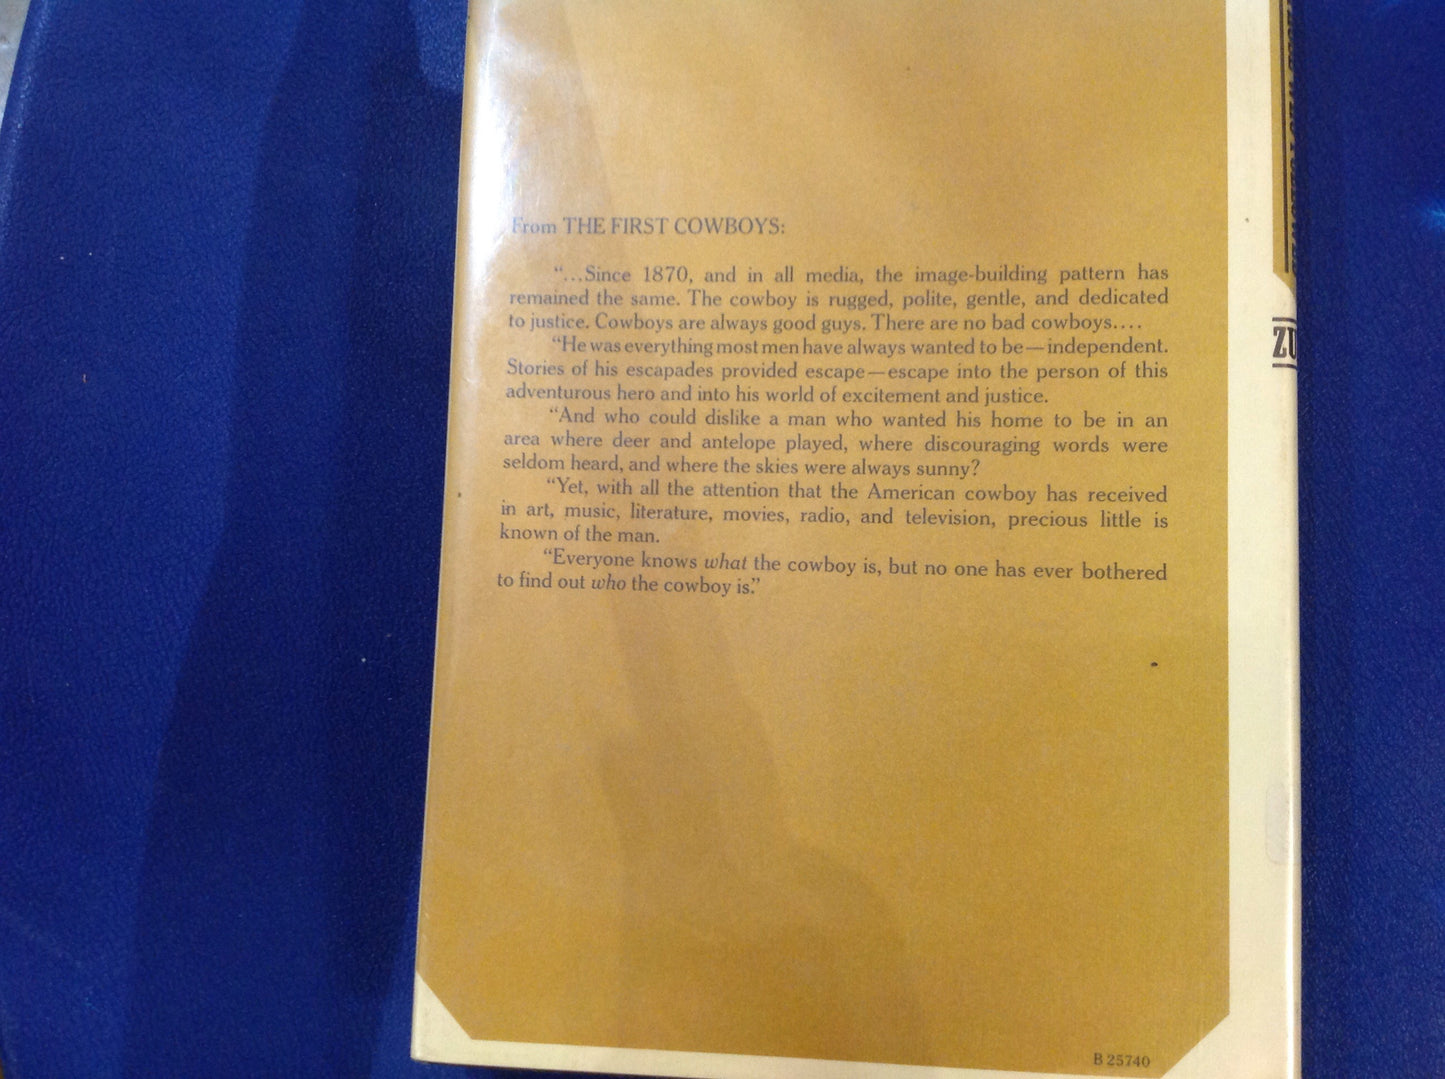 From THE FIRST COWBOYS:
“...Since 1870, and in all media, the image-building pattern has
remained the same. The cowboy is rugged, polite, gentle, and dedicated
to justice. Cowboys are always good guys. There are no bad cowboys....
“He was everything most men have always wanted to be—independent.
Stories of his escapades provided escape—escape into the person of this
adventurous hero and into his world of excitement and justice.
“And who could dislike a man who wanted his home to be in an
area where deer and antelope played, where discouraging words were
seldom heard, and where the skies were always sunny?
“Yet, with all the attention that the American cowboy has received
in art, music, literature, movies, radio, and television, precious little is
known of the man.
“Everyone knows what the cowboy is, but no one has ever bothered
to find out who the cowboy is.”
B 25740
ZU